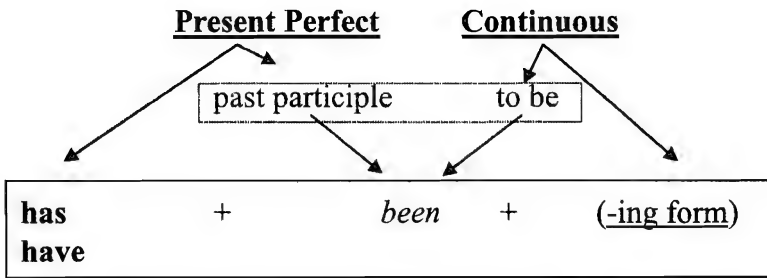 Present Perfect Continuous
past participle to be
has + been + (-ing form)
have